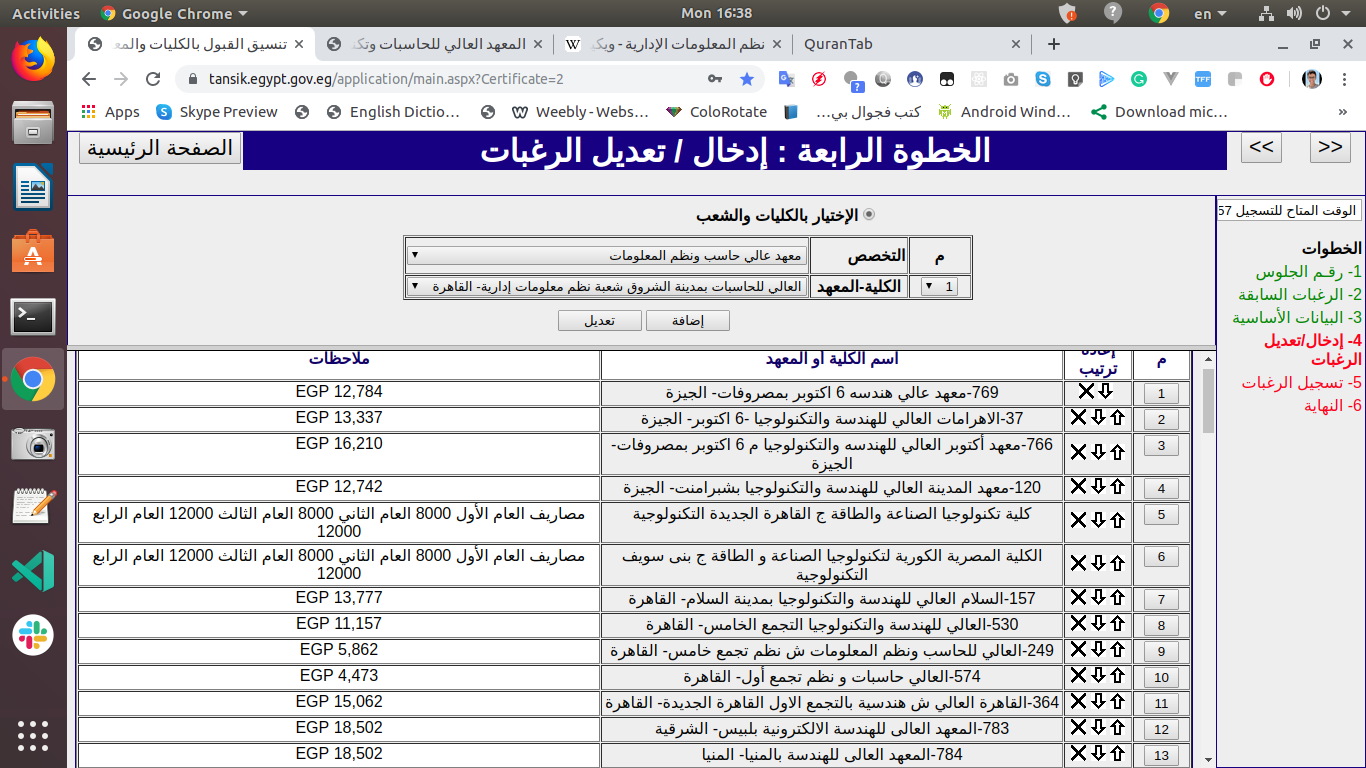 Activities
Google Chrome
Mon 16:38
en
تنسيق القبول بالكليات والمعا
المعهد العالي للحاسبات وتك
نظم المعلومات الإدارية - ويك
QuranTab
tansik.egypt.gov.eg/application/main.aspx?Certificate=2
Apps
Skype Preview
English Dictio…
Weebly - Webs…
ColoRotate
كتب فجوال بي…
Android Wind…
Download mic…
»
الصفحة الرئيسية
الخطوة الرابعة : إدخال / تعديل الرغبات
<<
>>
الوقت المتاح للتسجيل 57
الخطوات
1- رقـم الجلوس
2- الرغبات السابقة
3- البيانات الأساسية
4- إدخال/تعديل
الرغبات
5- تسجيل الرغبات
6- النهاية
الإختيار بالكليات والشعب
م التخصص معهد عالي حاسب ونظم المعلومات
1 الكلية-المعهد العالي للحاسبات بمدينة الشروق شعبة نظم معلومات إدارية- القاهرة
إضافة تعديل
م إعادة ترتيب اسم الكلية او المعهد ملاحظات
1 769-معهد عالي هندسه 6 اكتوبر بمصروفات- الجيزة EGP 12,784
2 37-الاهرامات العالي للهندسة والتكنولوجيا -6 اكتوبر- الجيزة EGP 13,337
3 766-معهد أكتوبر العالي للهندسه والتكنولوجيا م 6 اكتوبر بمصروفات- EGP 16,210
الجيزة
4 120-معهد المدينة العالي للهندسة والتكنولوجيا بشبرامنت- الجيزة EGP 12,742
5 كلية تكنولوجيا الصناعة والطاقة ج القاهرة الجديدة التكنولوجية مصاريف العام الأول 8000 العام الثاني 8000 العام الثالث 12000 العام الرابع
12000
6 الكلية المصرية الكورية لتكنولوجيا الصناعة و الطاقة ج بنى سويف مصاريف العام الأول 8000 العام الثاني 8000 العام الثالث 12000 العام الرابع
التكنولوجية 12000
7 157-السلام العالي للهندسة والتكنولوجيا بمدينة السلام- القاهرة EGP 13,777
8 530-العالي للهندسة والتكنولوجيا التجمع الخامس- القاهرة EGP 11,157
9 249-العالي للحاسب ونظم المعلومات ش نظم تجمع خامس- القاهرة EGP 5,862
10 574-العالي حاسبات و نظم تجمع أول- القاهرة EGP 4,473
11 364-القاهرة العالي ش هندسية بالتجمع الاول القاهرة الجديدة- القاهرة EGP 15,062
12 783-المعهد العالى للهندسة الالكترونية بلبيس- الشرقية EGP 18,502
13 784-المعهد العالى للهندسة بالمنيا- المنيا EGP 18,502